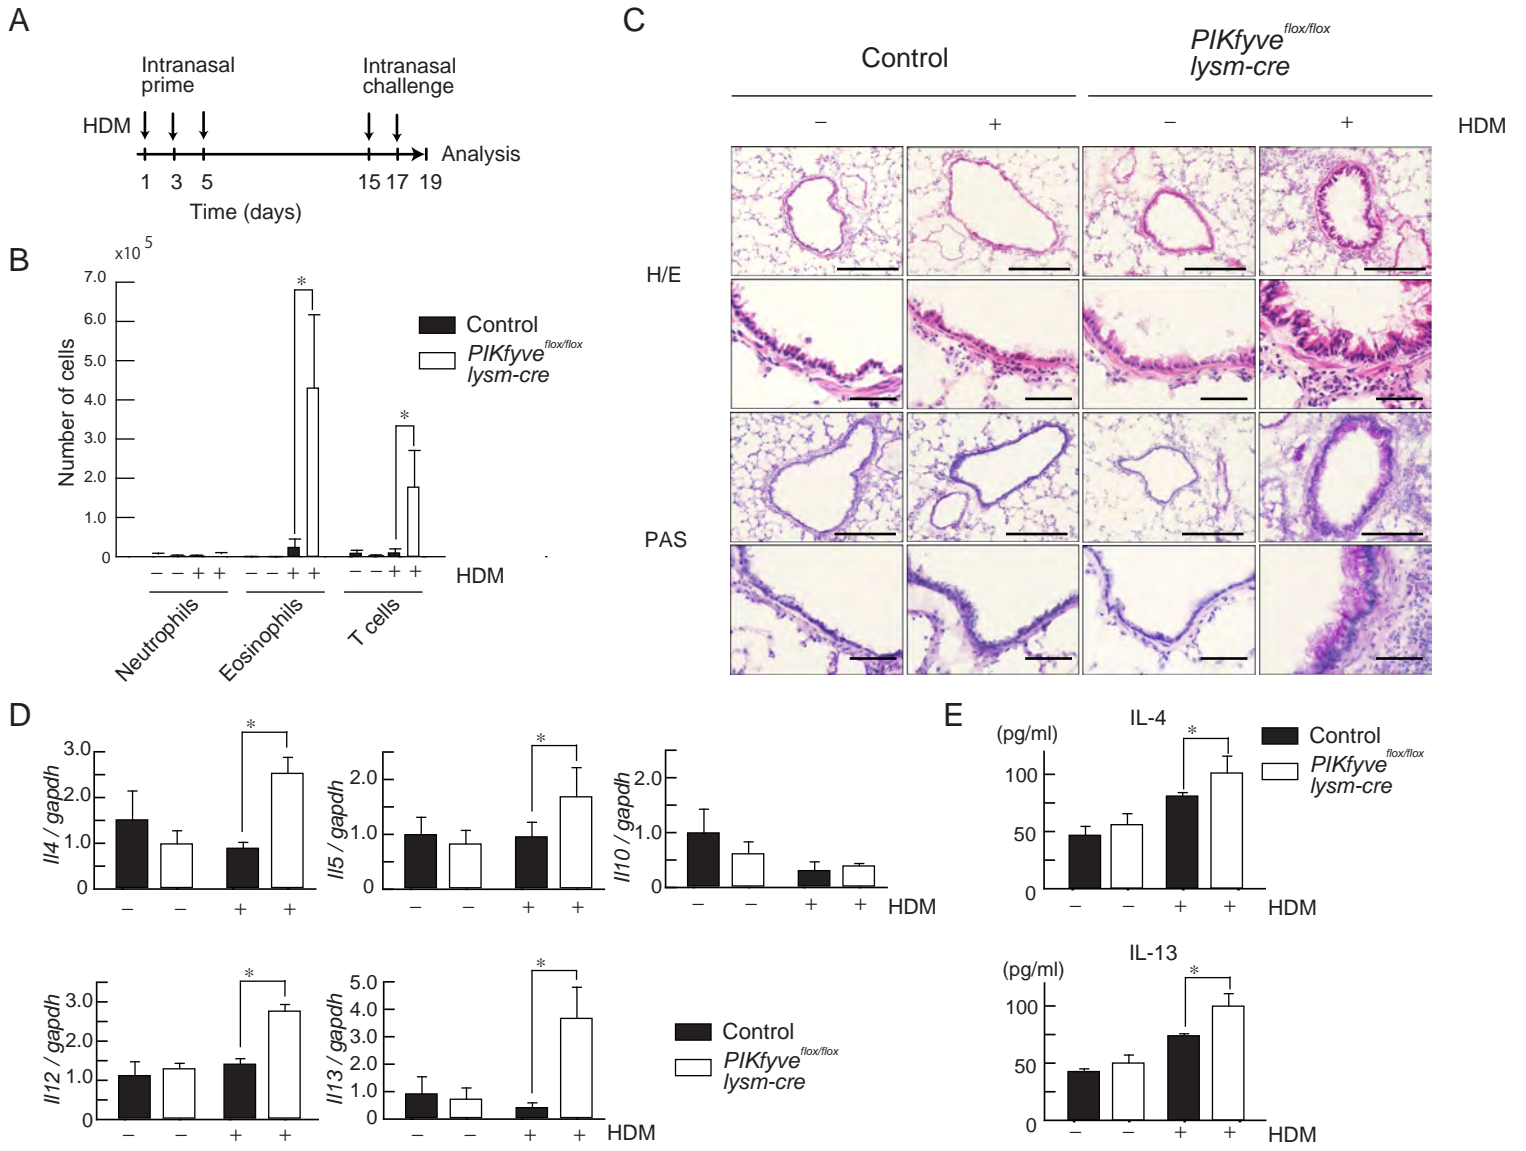 A
Intranasal
prime
Intranasal
challenge
HDM
Analysis
1 3 5 15 17 19
Time (days)
B
x10 5
7.0
6.0
5.0
4.0
3.0
2.0
1.0
0
Number of cells
*
*
Control
PIKfyve flox/flox
lysm-cre
− − + + − − + + − − + + HDM
Neutrophils
Eosinophils
T cells
C
Control
PIKfyve flox/flox
lysm-cre
− + − + HDM
H/E
PAS
D
Il4 / gapdh
3.0
2.0
1.0
0
*
− − + +
Il5 / gapdh
2.0
1.0
0
*
− − + +
Il10 / gapdh
2.0
1.0
0
− − + + HDM
Il12 / gapdh
3.0
2.0
1.0
0
*
− − + +
Il13 / gapdh
5.0
4.0
3.0
2.0
1.0
0
*
− − + + HDM
Control
PIKfyve flox/flox
lysm-cre
E
IL-4
(pg/ml)
100
50
0
*
− − + + HDM
Control
PIKfyve flox/flox
lysm-cre
IL-13
(pg/ml)
100
50
0
*
− − + + HDM